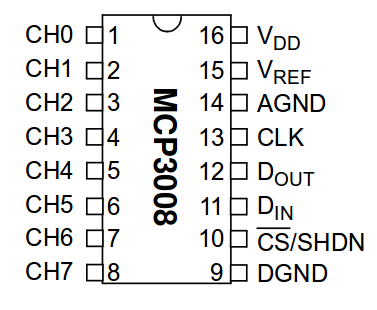 CH0 1 16 VDD
CH1 2 15 VREF
CH2 3 14 AGND
CH3 4 13 CLK
CH4 5 12 DOUT
CH5 6 11 DIN
CH6 7 10 C̅S̅/SHDN
CH7 8 9 DGND
MCP3008